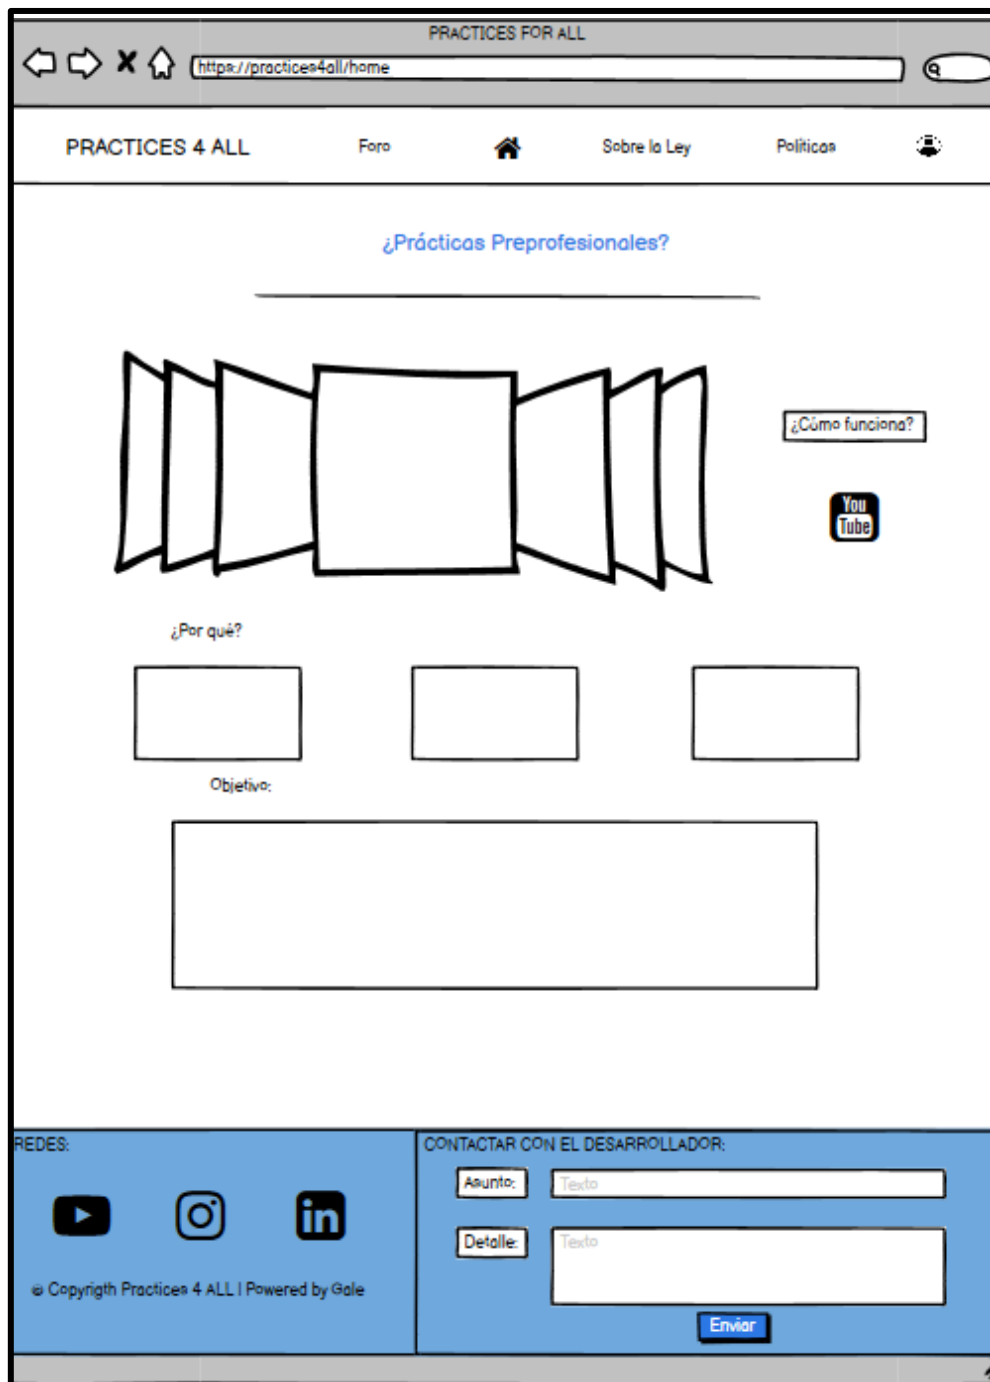 PRACTICES FOR ALL
https://practices4all/home
PRACTICES 4 ALL
Foro
Sobre la Ley
Políticas
¿Prácticas Preprofesionales?
¿Cómo funciona?
You
Tube
¿Por qué?
Objetivo:
REDES:
© Copyrigth Practices 4 ALL | Powered by Gale
CONTACTAR CON EL DESARROLLADOR:
Asunto:
Texto
Detalle:
Texto
Enviar